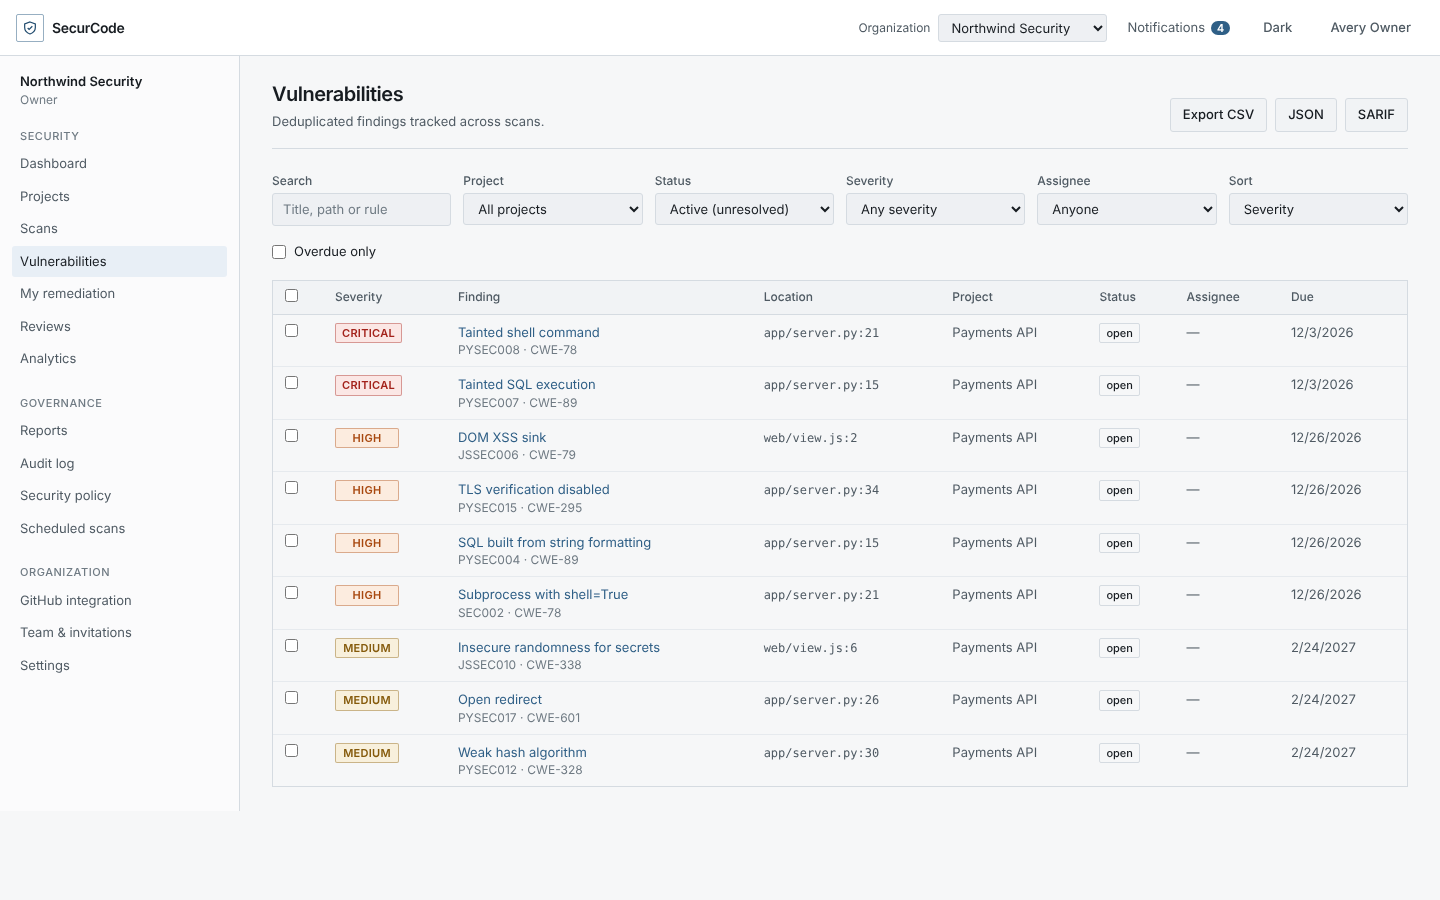 SecurCode
Organization Northwind Security Notifications 4 Dark Avery Owner
Northwind Security
Owner
SECURITY
Dashboard
Projects
Scans
Vulnerabilities
My remediation
Reviews
Analytics
GOVERNANCE
Reports
Audit log
Security policy
Scheduled scans
ORGANIZATION
GitHub integration
Team & invitations
Settings
Vulnerabilities
Deduplicated findings tracked across scans.
Export CSV JSON SARIF
Search Project Status Severity Assignee Sort
Title, path or rule All projects Active (unresolved) Any severity Anyone Severity
Overdue only
Severity Finding Location Project Status Assignee Due
CRITICAL Tainted shell command app/server.py:21 Payments API open — 12/3/2026
PYSEC008 · CWE-78
CRITICAL Tainted SQL execution app/server.py:15 Payments API open — 12/3/2026
PYSEC007 · CWE-89
HIGH DOM XSS sink web/view.js:2 Payments API open — 12/26/2026
JSSEC006 · CWE-79
HIGH TLS verification disabled app/server.py:34 Payments API open — 12/26/2026
PYSEC015 · CWE-295
HIGH SQL built from string formatting app/server.py:15 Payments API open — 12/26/2026
PYSEC004 · CWE-89
HIGH Subprocess with shell=True app/server.py:21 Payments API open — 12/26/2026
SEC002 · CWE-78
MEDIUM Insecure randomness for secrets web/view.js:6 Payments API open — 2/24/2027
JSSEC010 · CWE-338
MEDIUM Open redirect app/server.py:26 Payments API open — 2/24/2027
PYSEC017 · CWE-601
MEDIUM Weak hash algorithm app/server.py:30 Payments API open — 2/24/2027
PYSEC012 · CWE-328